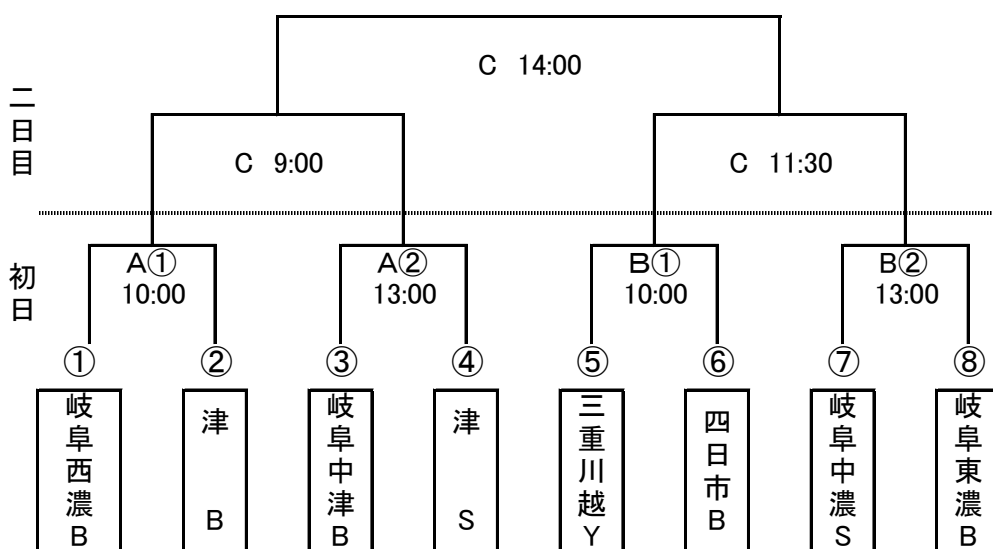 C 14:00
二日目
C 9:00
C 11:30
初日
A①
10:00
A②
13:00
B①
10:00
B②
13:00
①
②
③
④
⑤
⑥
⑦
⑧
岐阜西濃B
津B
岐阜中津B
津S
三重川越Y
四日市B
岐阜中濃S
岐阜東濃B